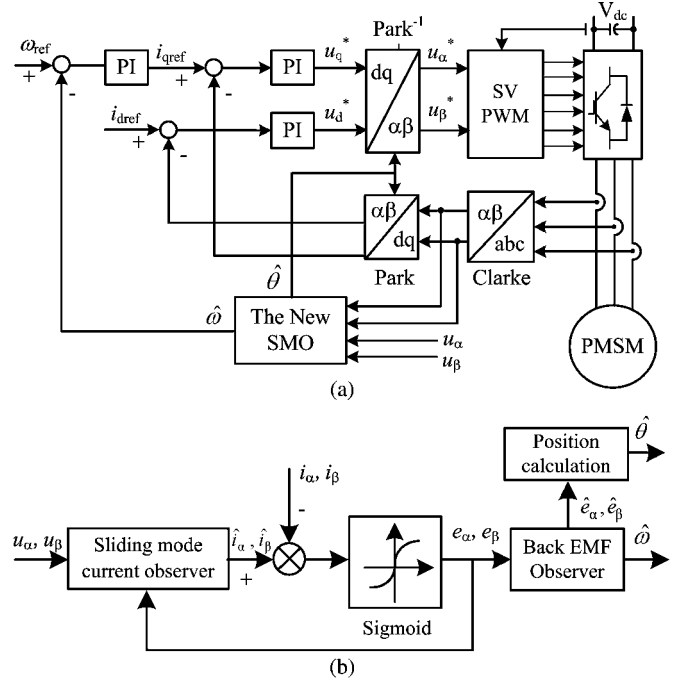 Park⁻¹
V_dc
ω_ref
+
-
PI
i_qref
+
-
PI
u_q*
dq
αβ
u_α*
u_β*
SV
PWM
i_dref
+
-
PI
u_d*
αβ
dq
Park
αβ
abc
Clarke
θ̂
ω̂
The New
SMO
u_α
u_β
PMSM
(a)
Position
calculation
θ̂
i_α, i_β
-
ê_α, ê_β
u_α, u_β
Sliding mode
current observer
î_α, î_β
+
e_α, e_β
Back EMF
Observer
ω̂
Sigmoid
(b)